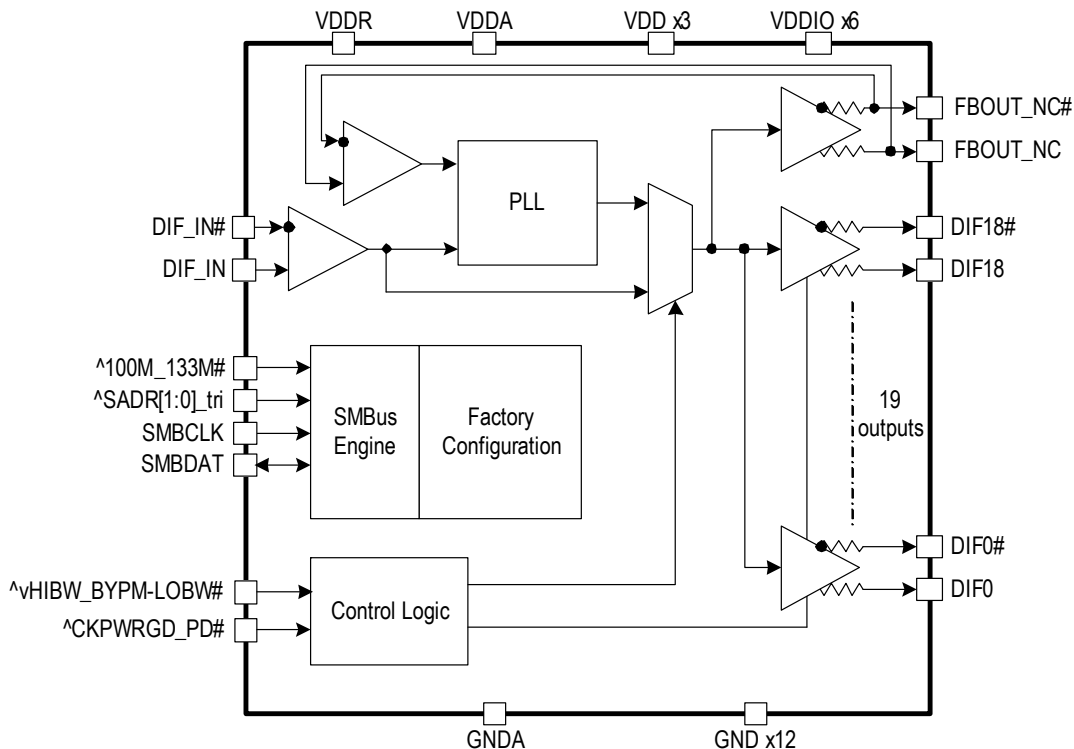 VDDR
VDDA
VDD x3
VDDIO x6
FBOUT_NC#
FBOUT_NC
PLL
DIF_IN#
DIF_IN
DIF18#
DIF18
^100M_133M#
^SADR[1:0]_tri
SMBCLK
SMBDAT
SMBus
Engine
Factory
Configuration
19
outputs
DIF0#
DIF0
^vHIBW_BYPM-LOBW#
^CKPWRGD_PD#
Control Logic
GNDA
GND x12